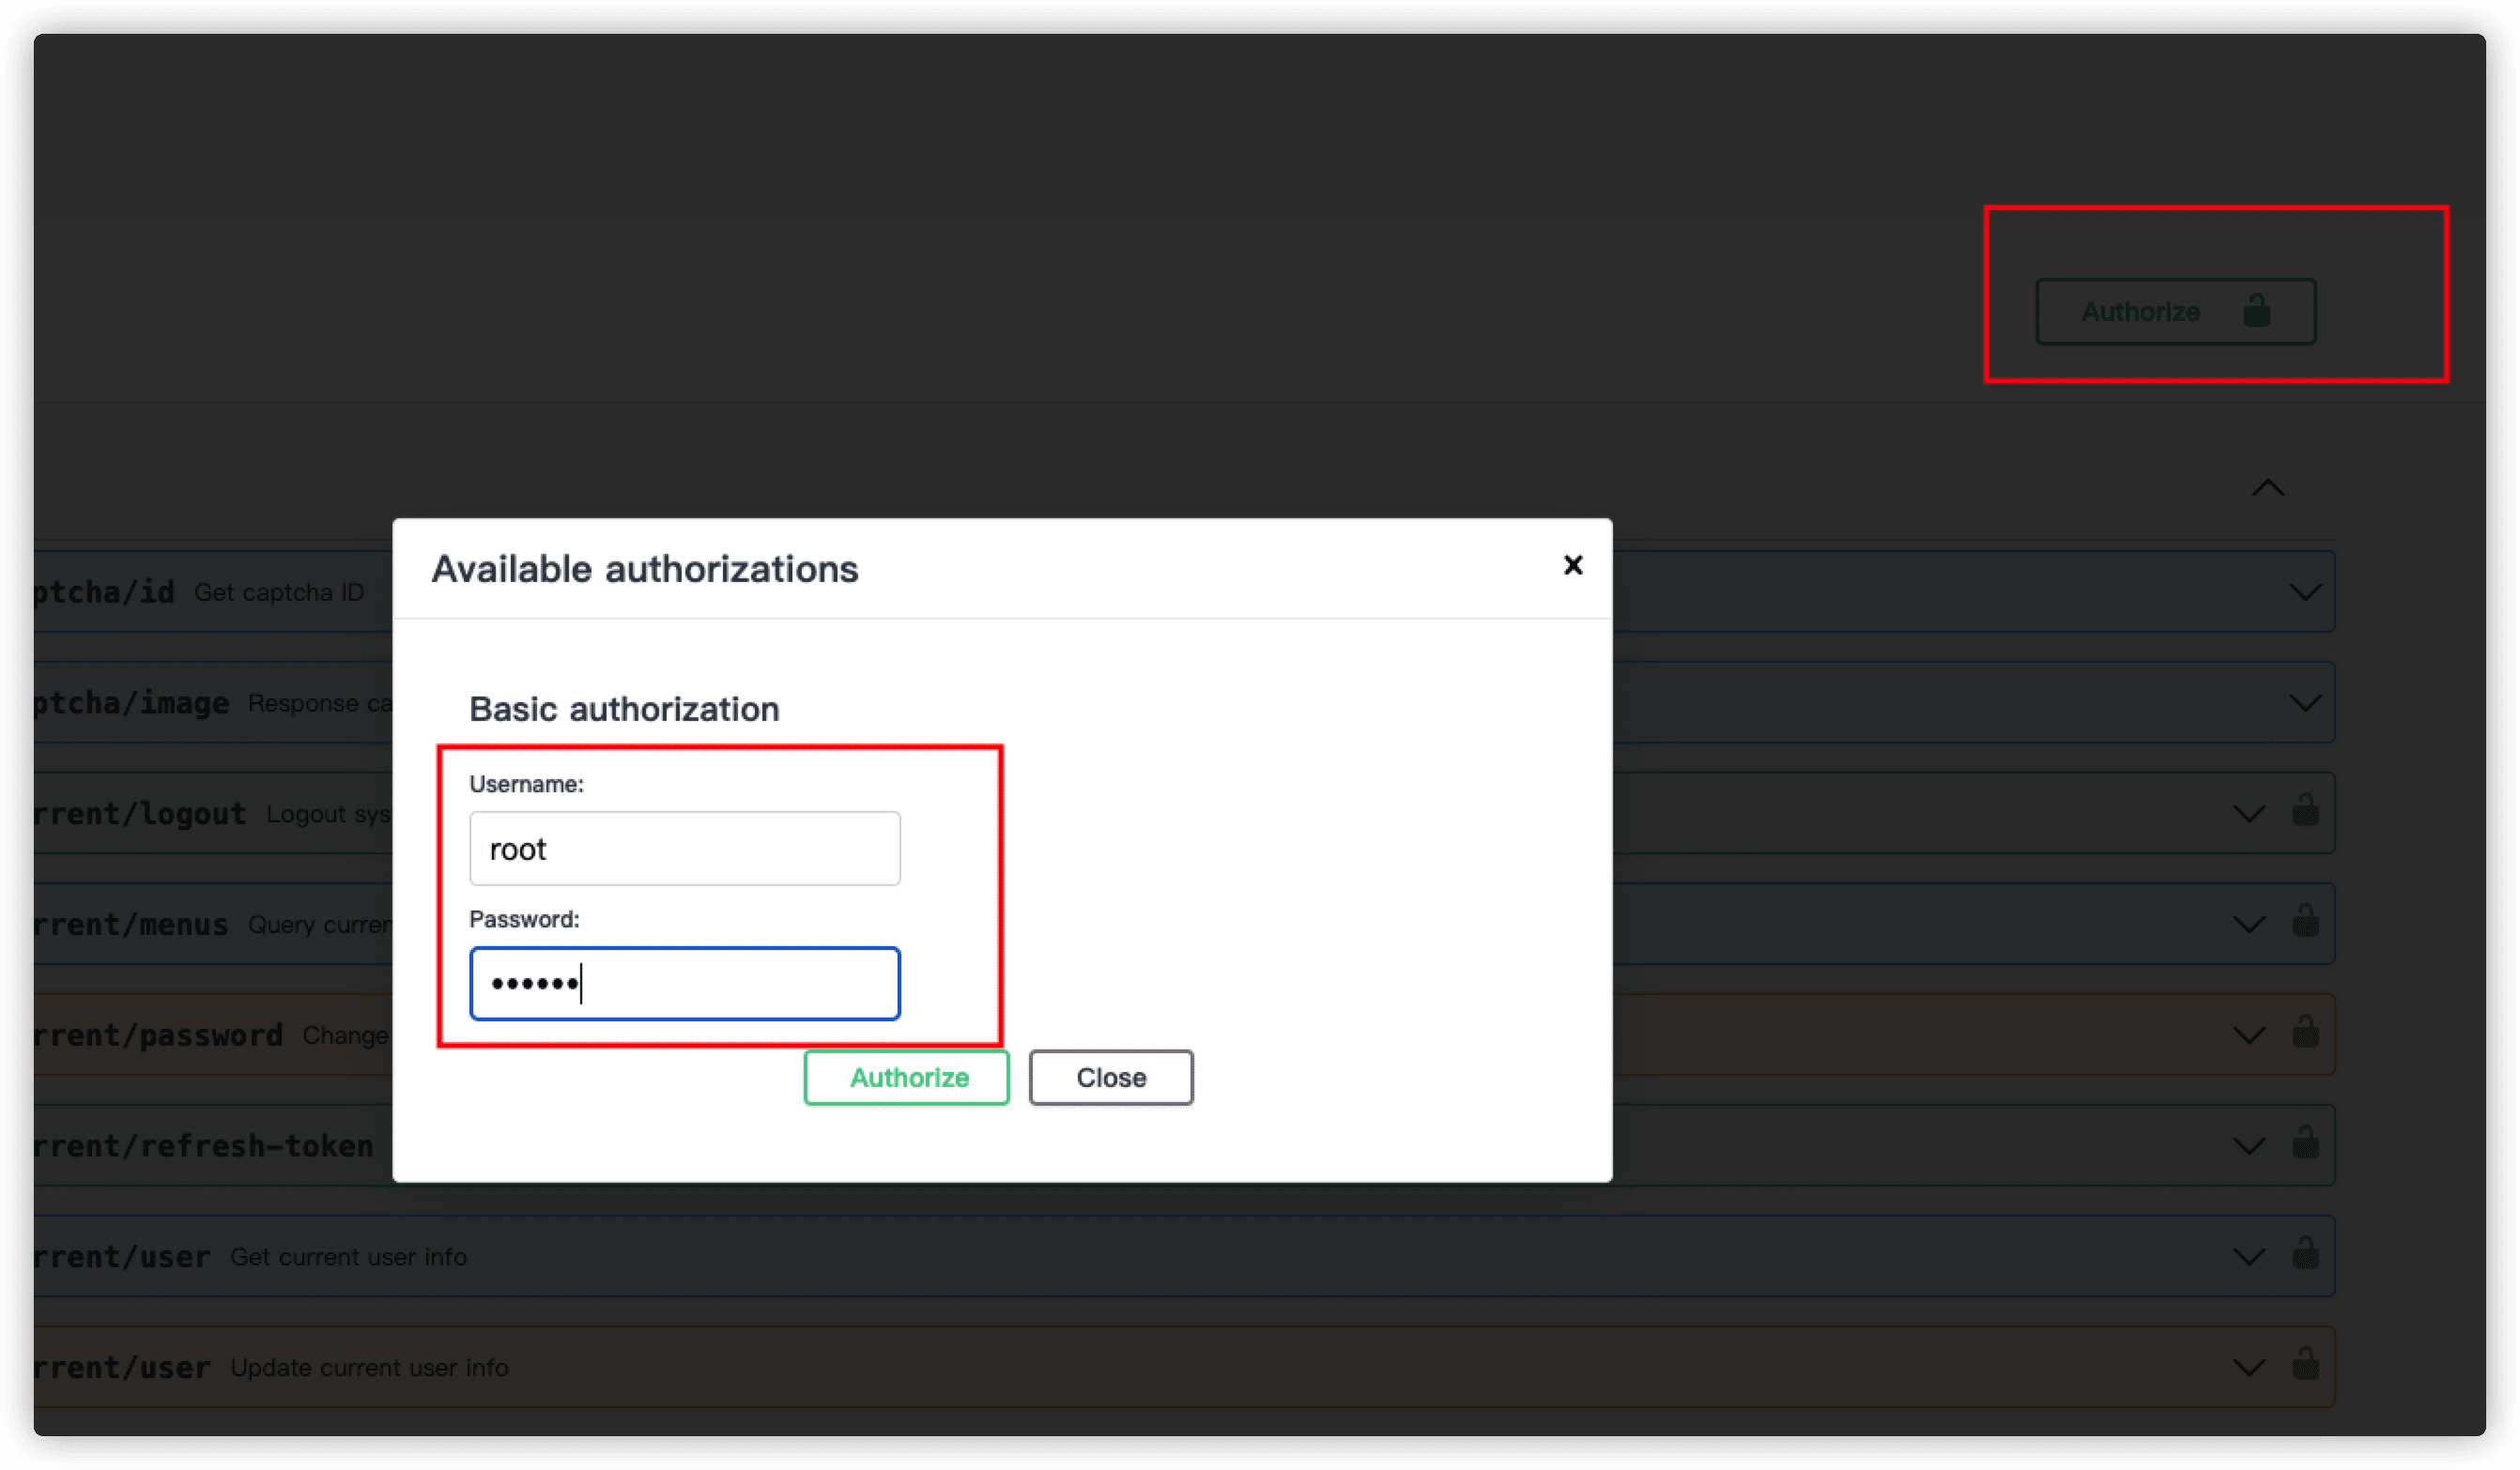 Authorize
Available authorizations
ptcha/id Get captcha ID
ptcha/image Response ca
Basic authorization
Username:
root
rrent/logout Logout sys
Password:
rrent/menus Query curren
••••••
rrent/password Change
Authorize Close
rrent/refresh-token
rrent/user Get current user info
rrent/user Update current user info